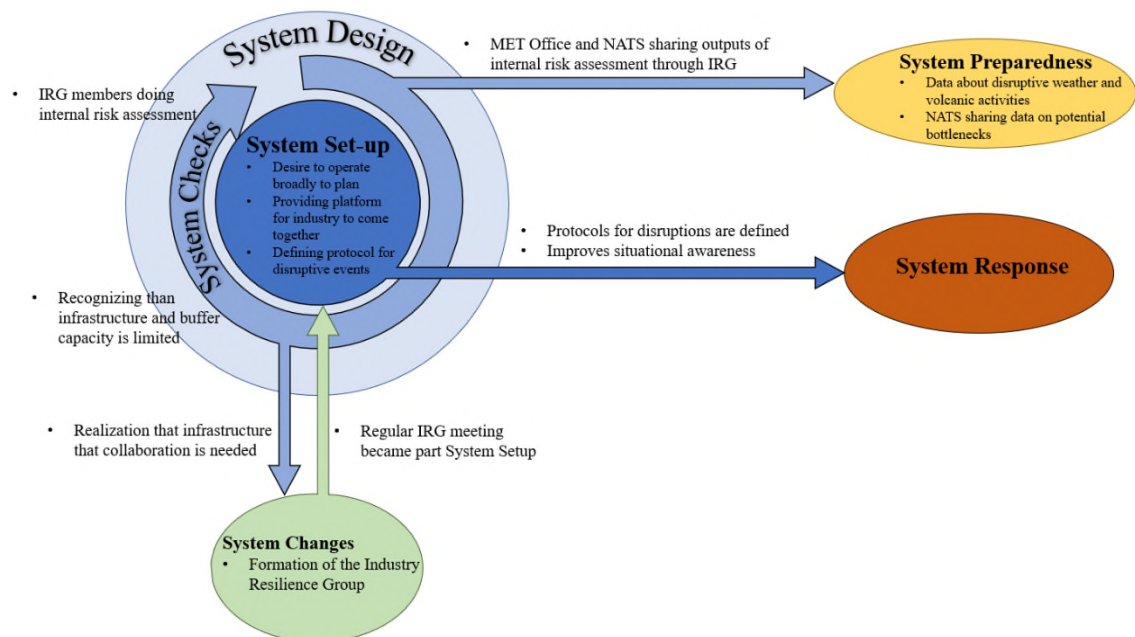 System Design
System Checks
• IRG members doing
internal risk assessment
System Set-up
• Desire to operate
broadly to plan
• Providing platform
for industry to come
together
• Defining protocol for
disruptive events
• MET Office and NATS sharing outputs of
internal risk assessment through IRG
System Preparedness
• Data about disruptive weather and
volcanic activities
• NATS sharing data on potential
bottlenecks
• Protocols for disruptions are defined
• Improves situational awareness
System Response
• Recognizing than
infrastructure and buffer
capacity is limited
• Realization that infrastructure
that collaboration is needed
• Regular IRG meeting
became part System Setup
System Changes
• Formation of the Industry
Resilience Group